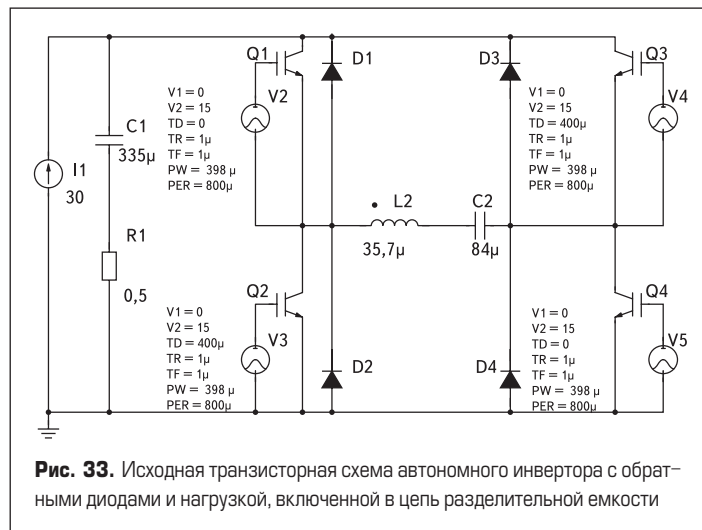 Q1
D1
D3
Q3
V2
V4
V1 = 0
V2 = 15
TD = 0
TR = 1µ
TF = 1µ
PW = 398 µ
PER = 800µ
V1 = 0
V2 = 15
TD = 400µ
TR = 1µ
TF = 1µ
PW = 398 µ
PER = 800µ
C1
335µ
I1
30
L2
35,7µ
C2
84µ
R1
0,5
Q2
V3
D2
D4
Q4
V5
V1 = 0
V2 = 15
TD = 400µ
TR = 1µ
TF = 1µ
PW = 398 µ
PER = 800µ
V1 = 0
V2 = 15
TD = 0
TR = 1µ
TF = 1µ
PW = 398 µ
PER = 800µ
Рис. 33. Исходная транзисторная схема автономного инвертора с обрат-
ными диодами и нагрузкой, включенной в цепь разделительной емкости